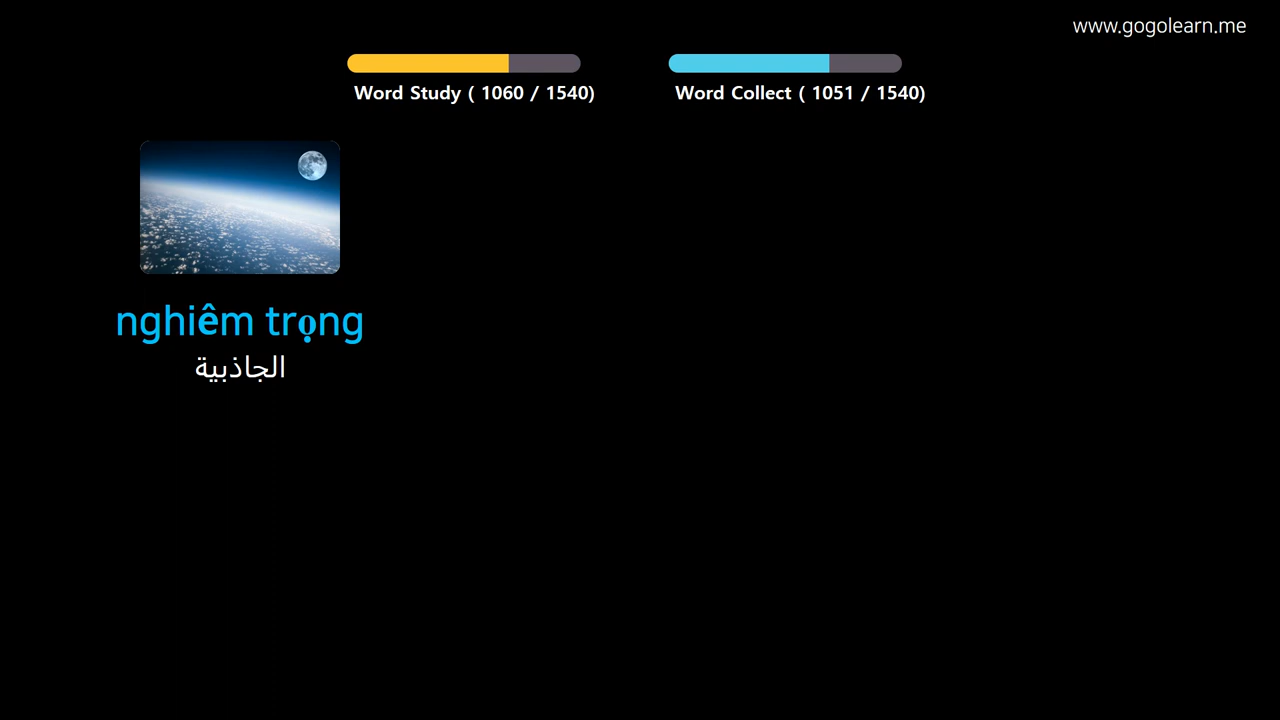 www.gogolearn.me
Word Study ( 1060 / 1540)
Word Collect ( 1051 / 1540)
nghiêm trọng
الجاذبية